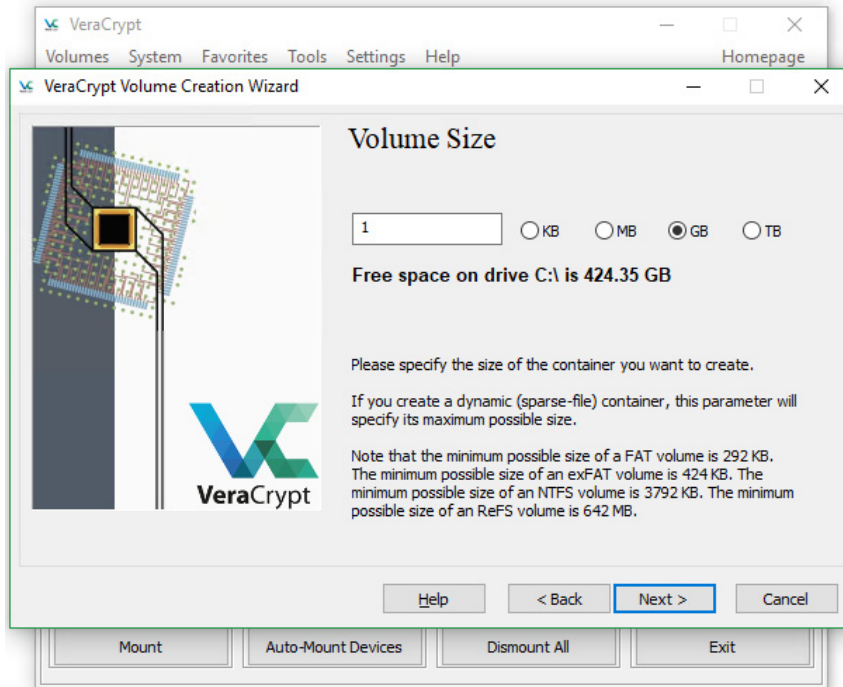 VeraCrypt
Volumes System Favorites Tools Settings Help Homepage
VeraCrypt Volume Creation Wizard
Volume Size
1 KB MB GB TB
Free space on drive C:\ is 424.35 GB
Please specify the size of the container you want to create.
If you create a dynamic (sparse-file) container, this parameter will
specify its maximum possible size.
Note that the minimum possible size of a FAT volume is 292 KB.
The minimum possible size of an exFAT volume is 424 KB. The
minimum possible size of an NTFS volume is 3792 KB. The minimum
possible size of an ReFS volume is 642 MB.
VeraCrypt
Help < Back Next > Cancel
Mount Auto-Mount Devices Dismount All Exit